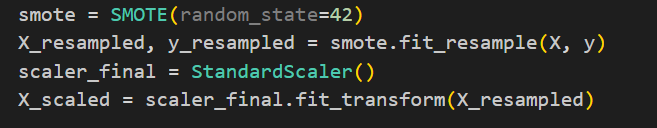 smote = SMOTE(random_state=42)
X_resampled, y_resampled = smote.fit_resample(X, y)
scaler_final = StandardScaler()
X_scaled = scaler_final.fit_transform(X_resampled)